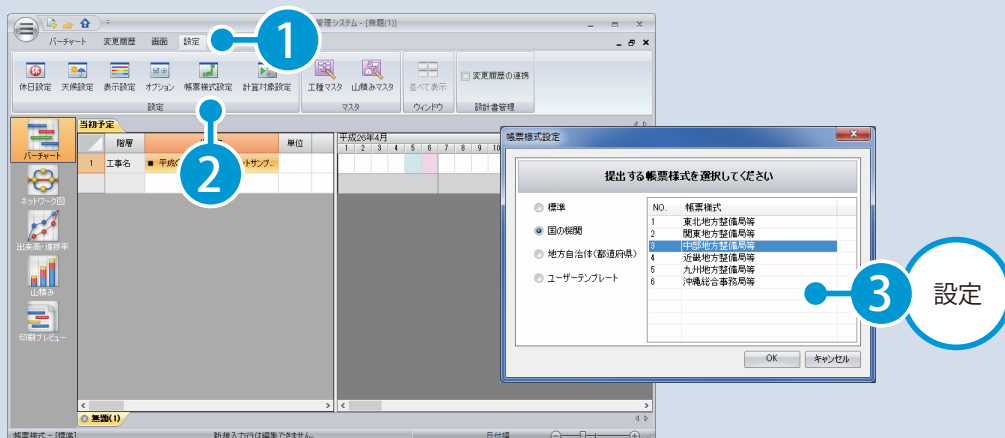 管理システム - [無題(1)]
バーチャート 変更履歴 画面 設定
1
休日設定 天候設定 表示設定 オプション 帳票様式設定 計算対象設定 工種マスタ 山積みマスタ 並べて表示 変更履歴の連携
設定 マスタ ウィンドウ 設計書管理
2
当初予定
階層 単位 平成26年4月
1 2 3 4 5 6 7 8 9 10
1 工事名 ■ 平成
トサンプ...
バーチャート
ネットワーク図
出来高・進捗率
山積み
印刷プレビュー
帳票様式設定
提出する帳票様式を選択してください
標準
国の機関
地方自治体(都道府県)
ユーザーテンプレート
NO. 帳票様式
1 東北地方整備局等
2 関東地方整備局等
3 中部地方整備局等
4 近畿地方整備局等
5 九州地方整備局等
6 沖縄総合事務局等
3 設定
OK キャンセル
無題(1)
帳票様式 - [標準] 新規入力行は編集できません。 日付幅